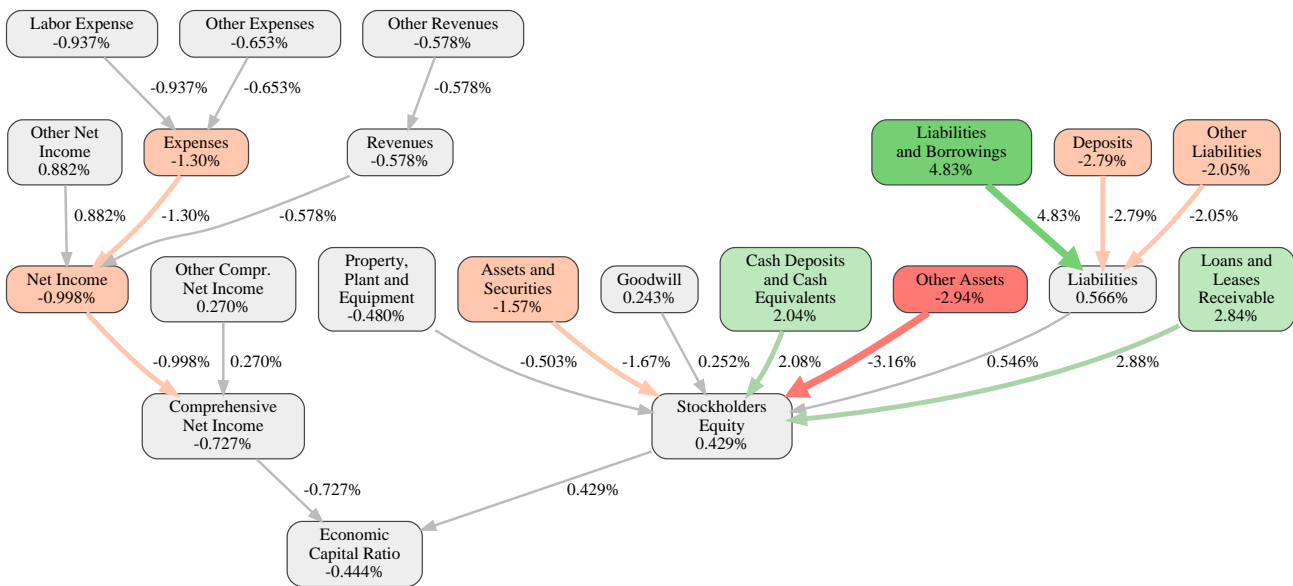 Labor Expense
-0.937%
Other Expenses
-0.653%
Other Revenues
-0.578%
-0.937%
-0.653%
-0.578%
Other Net
Income
0.882%
Expenses
-1.30%
Revenues
-0.578%
Liabilities
and Borrowings
4.83%
Deposits
-2.79%
Other
Liabilities
-2.05%
0.882%
-1.30%
-0.578%
4.83%
-2.79%
-2.05%
Net Income
-0.998%
Other Compr.
Net Income
0.270%
Property,
Plant and
Equipment
-0.480%
Assets and
Securities
-1.57%
Goodwill
0.243%
Cash Deposits
and Cash
Equivalents
2.04%
Other Assets
-2.94%
Liabilities
0.566%
Loans and
Leases
Receivable
2.84%
-0.998%
0.270%
-0.503%
-1.67%
0.252%
2.08%
-3.16%
0.546%
2.88%
Comprehensive
Net Income
-0.727%
Stockholders
Equity
0.429%
-0.727%
0.429%
Economic
Capital Ratio
-0.444%